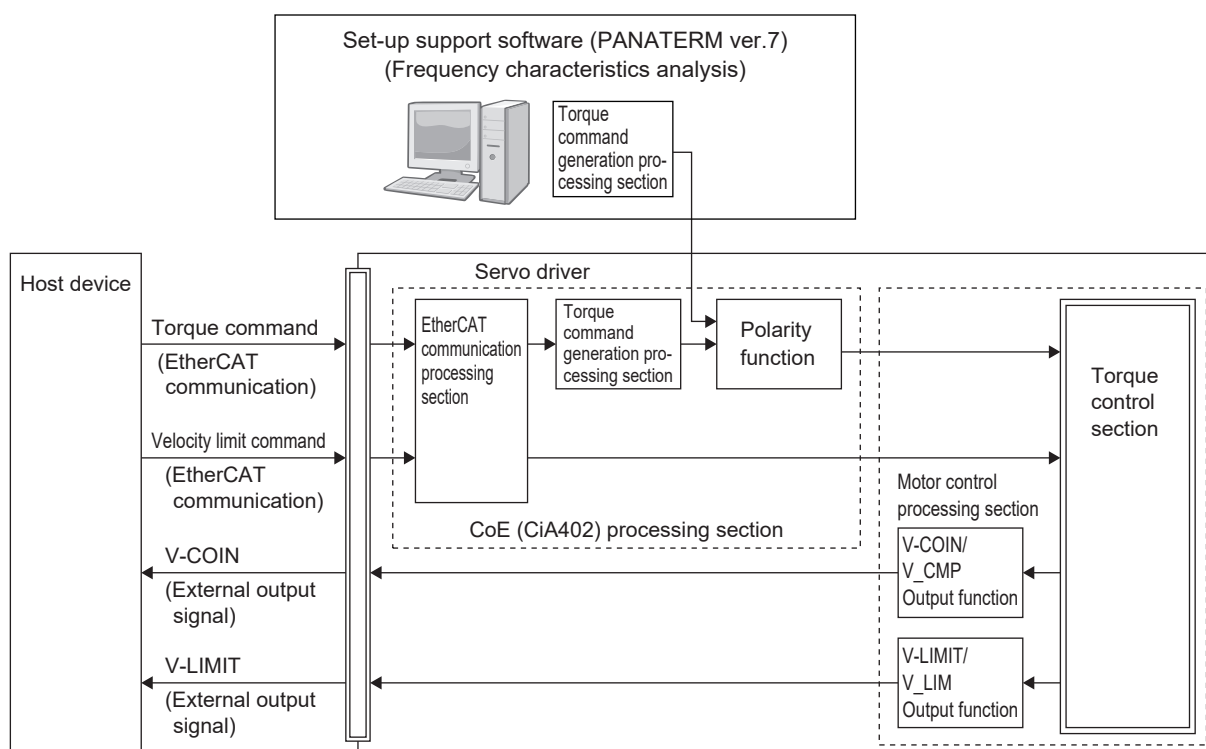 Set-up support software (PANATERM ver.7)
(Frequency characteristics analysis)
Torque
command
generation pro-
cessing section
Servo driver
Host device
Torque command
(EtherCAT
communication)
EtherCAT
communication
processing
section
Torque
command
generation pro-
cessing section
Polarity
function
Torque
control
section
Velocity limit command
(EtherCAT
communication)
CoE (CiA402) processing section
Motor control
processing section
V-COIN
(External output
signal)
V-COIN/
V_CMP
Output function
V-LIMIT
(External output
signal)
V-LIMIT/
V_LIM
Output function